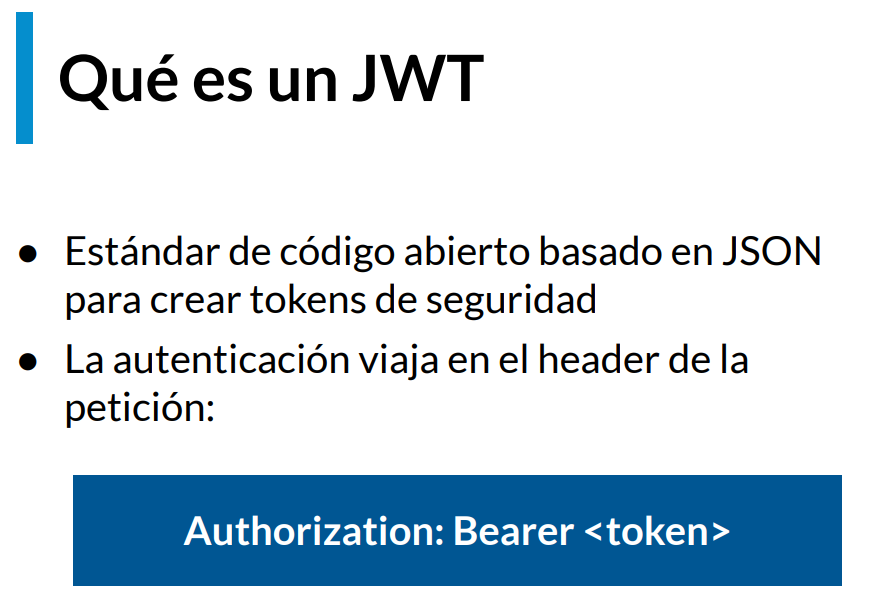 Qué es un JWT
● Estándar de código abierto basado en JSON
para crear tokens de seguridad
● La autenticación viaja en el header de la
petición:
Authorization: Bearer <token>